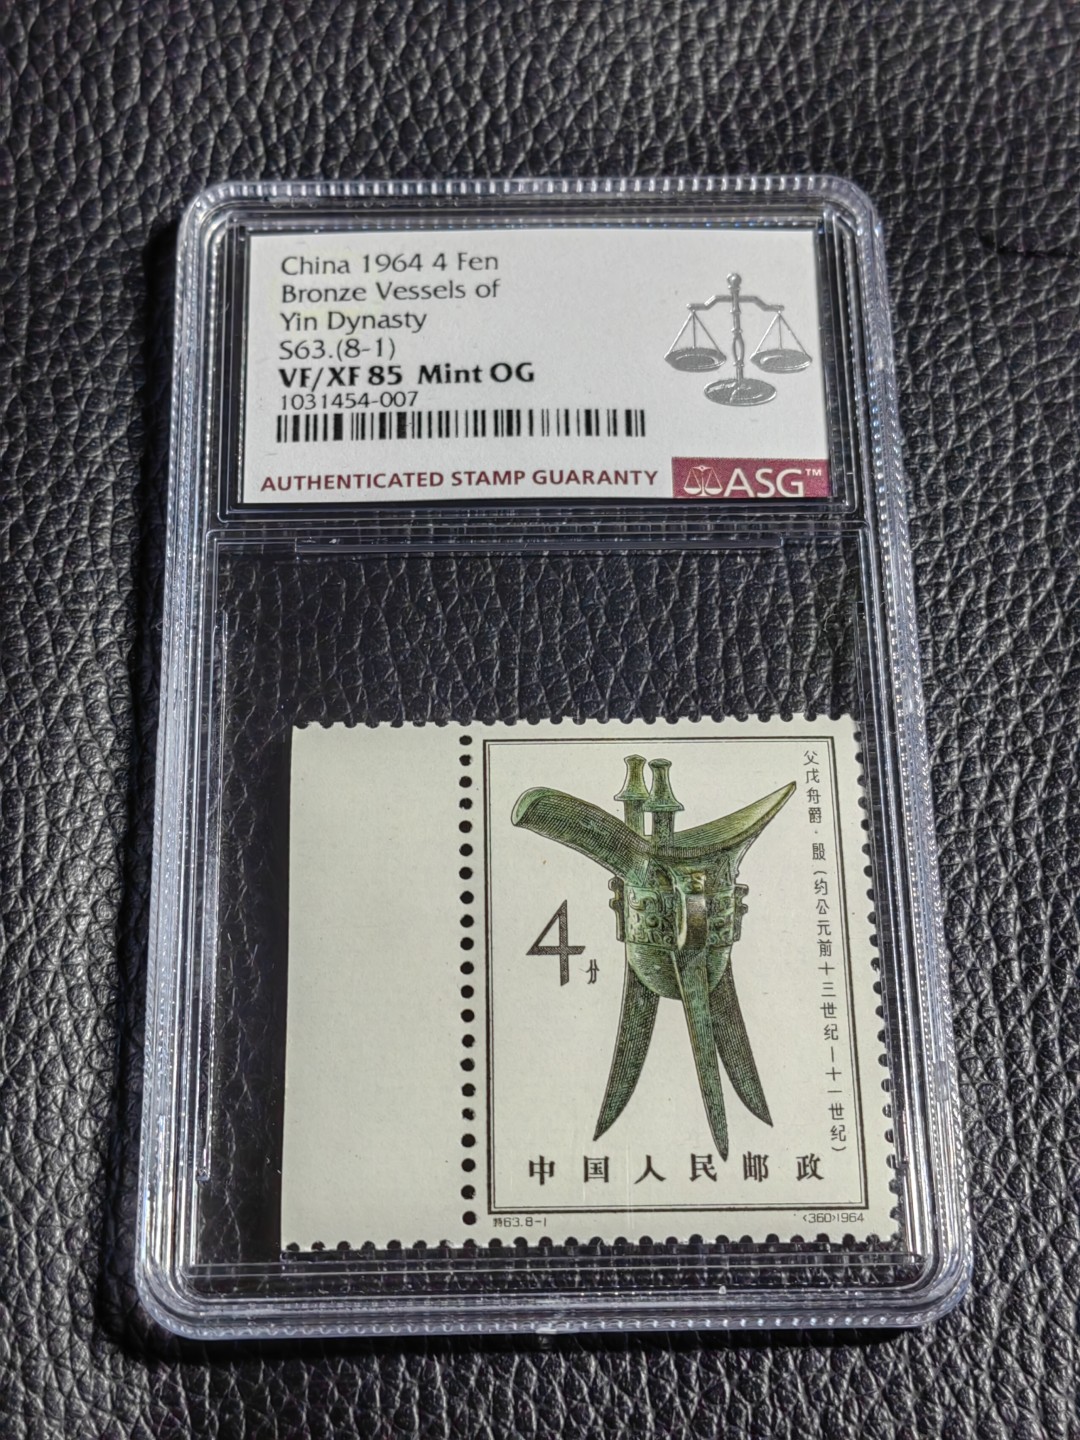 China 1964 4 Fen
Bronze Vessels of
Yin Dynasty
S63.(8-1)
VF/XF 85 Mint OG
1031454-007
AUTHENTICATED STAMP GUARANTY
ASG™
父戊舟爵·殷(约公元前十三世纪—十一世纪)
4分
中国人民邮政
特63.8-1
〈360〉1964